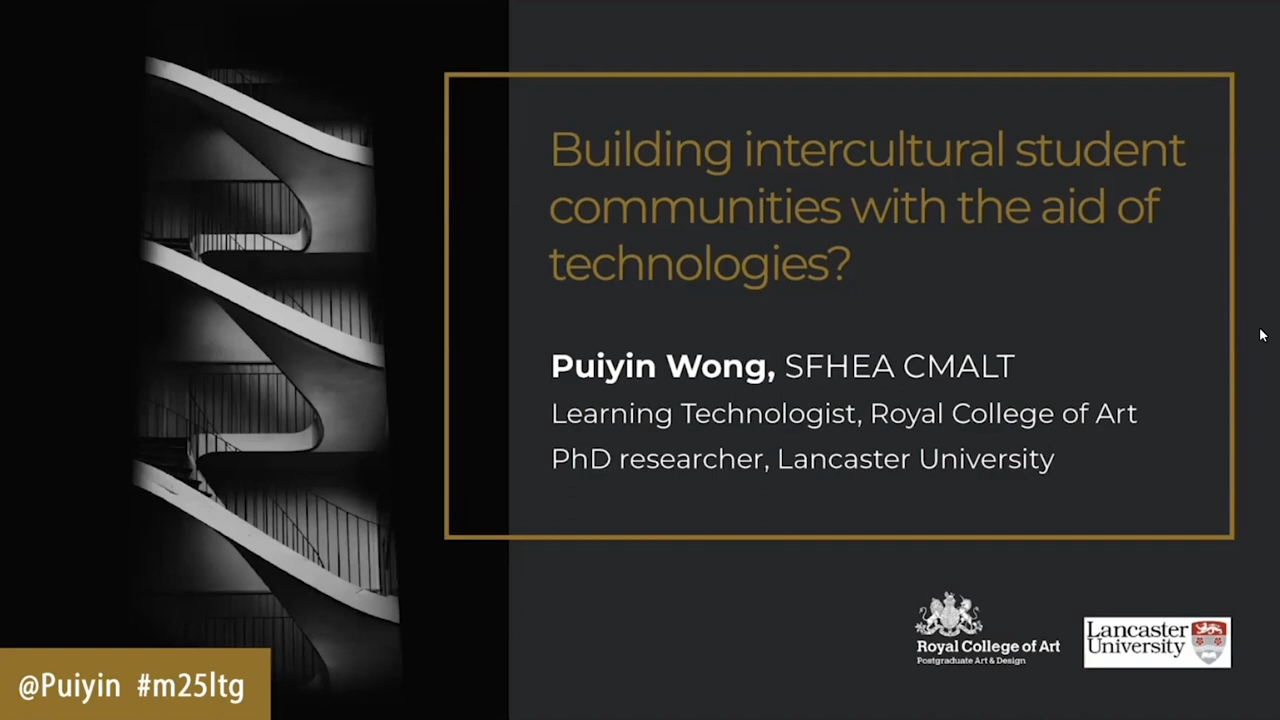 Building intercultural student
communities with the aid of
technologies?
Puiyin Wong, SFHEA CMALT
Learning Technologist, Royal College of Art
PhD researcher, Lancaster University
Royal College of Art
Postgraduate Art & Design
Lancaster
University
@Puiyin #m25ltg